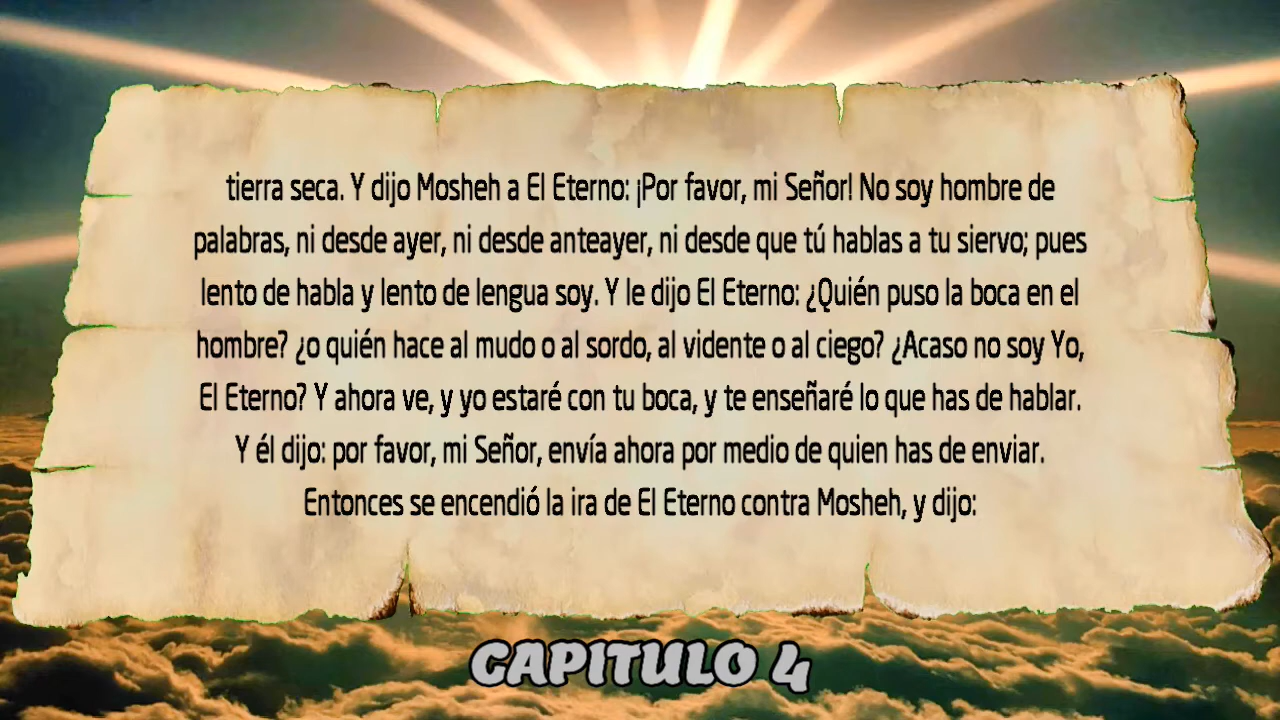 tierra seca. Y dijo Mosheh a El Eterno: ¡Por favor, mi Señor! No soy hombre de
palabras, ni desde ayer, ni desde anteayer, ni desde que tú hablas a tu siervo; pues
lento de habla y lento de lengua soy. Y le dijo El Eterno: ¿Quién puso la boca en el
hombre? ¿o quién hace al mudo o al sordo, al vidente o al ciego? ¿Acaso no soy Yo,
El Eterno? Y ahora ve, y yo estaré con tu boca, y te enseñaré lo que has de hablar.
Y él dijo: por favor, mi Señor, envía ahora por medio de quien has de enviar.
Entonces se encendió la ira de El Eterno contra Mosheh, y dijo:
CAPITULO 4